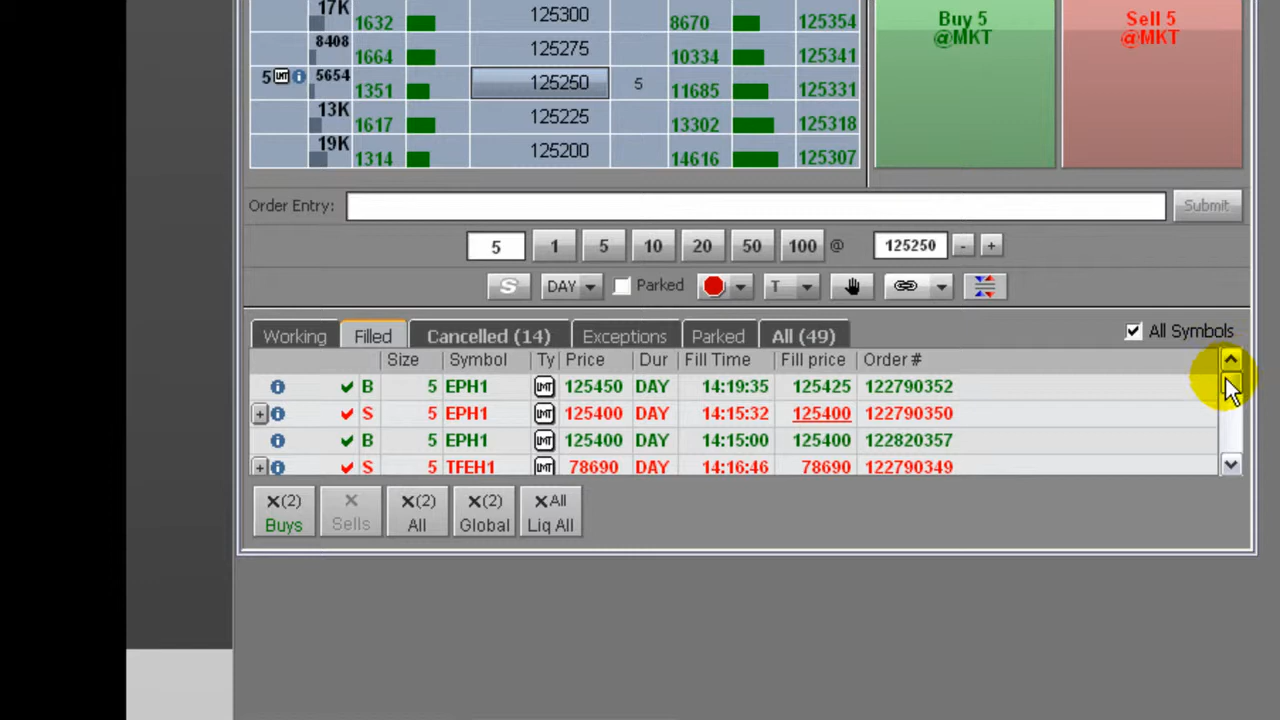 17K 1632 125300 8670 125354
8408 1664 125275 10334 125341
5 LMT i 5654 1351 125250 5 11685 125331
13K 1617 125225 13302 125318
19K 1314 125200 14616 125307
Buy 5
@MKT
Sell 5
@MKT
Order Entry: Submit
5 1 5 10 20 50 100 @ 125250 - +
S DAY Parked T
Working Filled Cancelled (14) Exceptions Parked All (49) All Symbols
Size Symbol Ty Price Dur Fill Time Fill price Order #
i B 5 EPH1 LMT 125450 DAY 14:19:35 125425 122790352
+ i S 5 EPH1 LMT 125400 DAY 14:15:32 125400 122790350
i B 5 EPH1 LMT 125400 DAY 14:15:00 125400 122820357
+ i S 5 TFEH1 LMT 78690 DAY 14:16:46 78690 122790349
X(2)
Buys
X
Sells
X(2)
All
X(2)
Global
XAll
Liq All